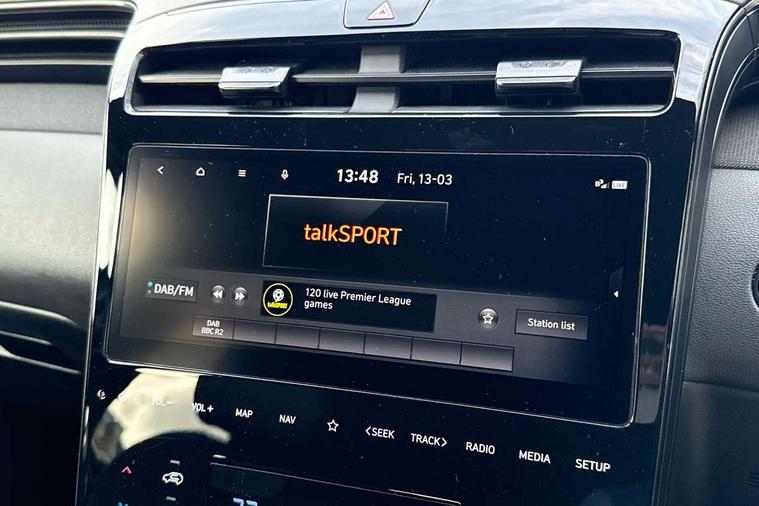 13:48 Fri, 13-03
LIVE
talkSPORT
DAB/FM
talkSPORT
120 live Premier League
games
Station list
DAB
BBC R2
VOL-
VOL+
MAP
NAV
<SEEK
TRACK>
RADIO
MEDIA
SETUP